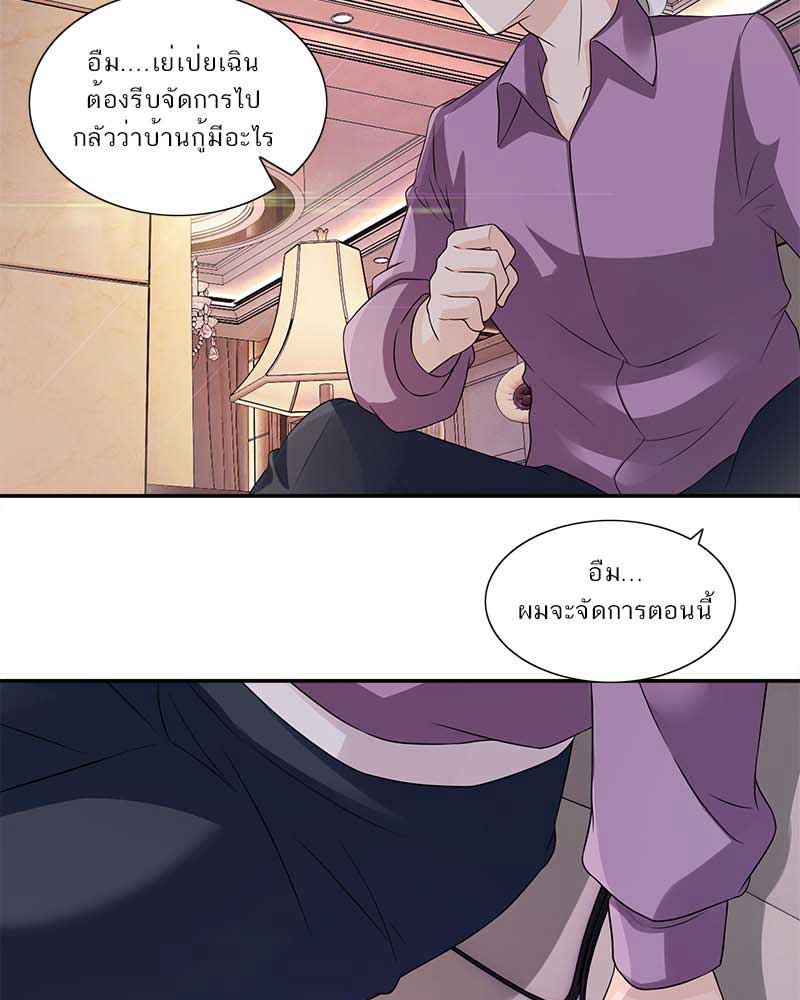 อืม....เย่เป่ยเฉิน
ต้องรีบจัดการไป
กลัวว่าบ้านกู้มีอะไร
อืม...
ผมจะจัดการตอนนี้